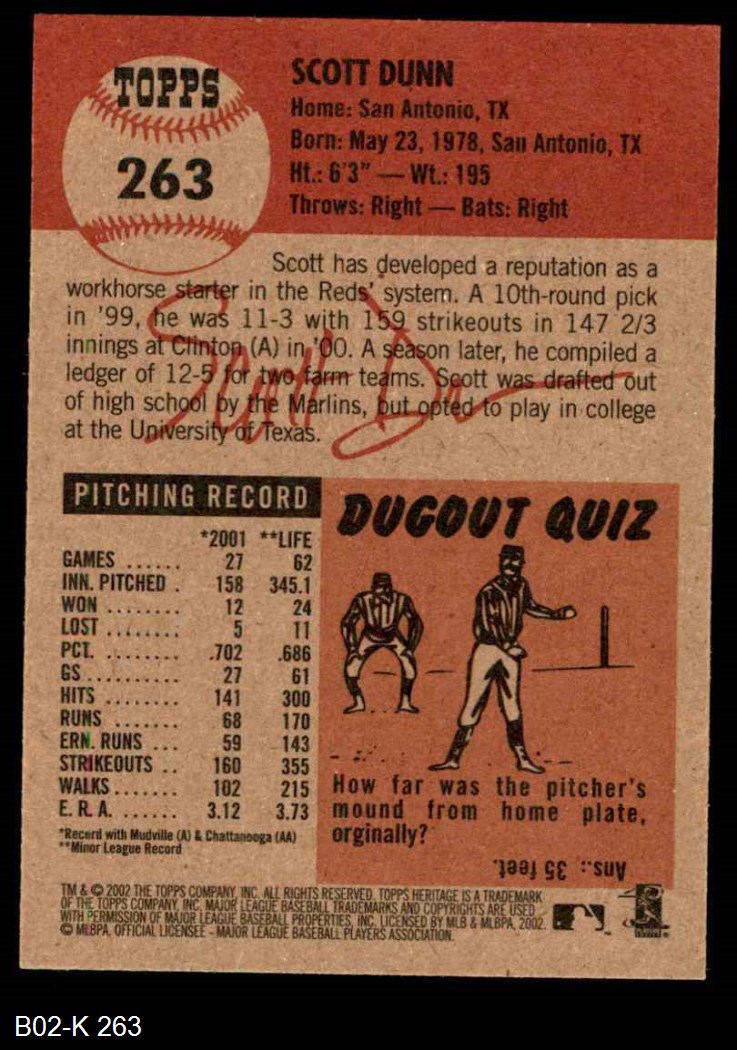 TOPPS
263
SCOTT DUNN
Home: San Antonio, TX
Born: May 23, 1978, San Antonio, TX
Ht.: 6'3" — Wt.: 195
Throws: Right — Bats: Right
Scott has developed a reputation as a
workhorse starter in the Reds' system. A 10th-round pick
in '99, he was 11-3 with 159 strikeouts in 147 2/3
innings at Clinton (A) in '00. A season later, he compiled a
ledger of 12-5 for two farm teams. Scott was drafted out
of high school by the Marlins, but opted to play in college
at the University of Texas.
PITCHING RECORD
*2001 **LIFE
GAMES ...... 27 62
INN. PITCHED . 158 345.1
WON ........ 12 24
LOST ........ 5 11
PCT. ........ .702 .686
GS .......... 27 61
HITS ........ 141 300
RUNS ....... 68 170
ERN. RUNS ... 59 143
STRIKEOUTS .. 160 355
WALKS ....... 102 215
E. R. A. ....... 3.12 3.73
*Record with Mudville (A) & Chattanooga (AA)
**Minor League Record
DUGOUT QUIZ
How far was the pitcher's
mound from home plate,
orginally?
Ans.: 35 feet.
TM & © 2002 THE TOPPS COMPANY, INC. ALL RIGHTS RESERVED. TOPPS HERITAGE IS A TRADEMARK
OF THE TOPPS COMPANY, INC. MAJOR LEAGUE BASEBALL TRADEMARKS AND COPYRIGHTS ARE USED
WITH PERMISSION OF MAJOR LEAGUE BASEBALL PROPERTIES, INC. LICENSED BY MLB & MLBPA, 2002.
© MLBPA. OFFICIAL LICENSEE - MAJOR LEAGUE BASEBALL PLAYERS ASSOCIATION.
B02-K 263